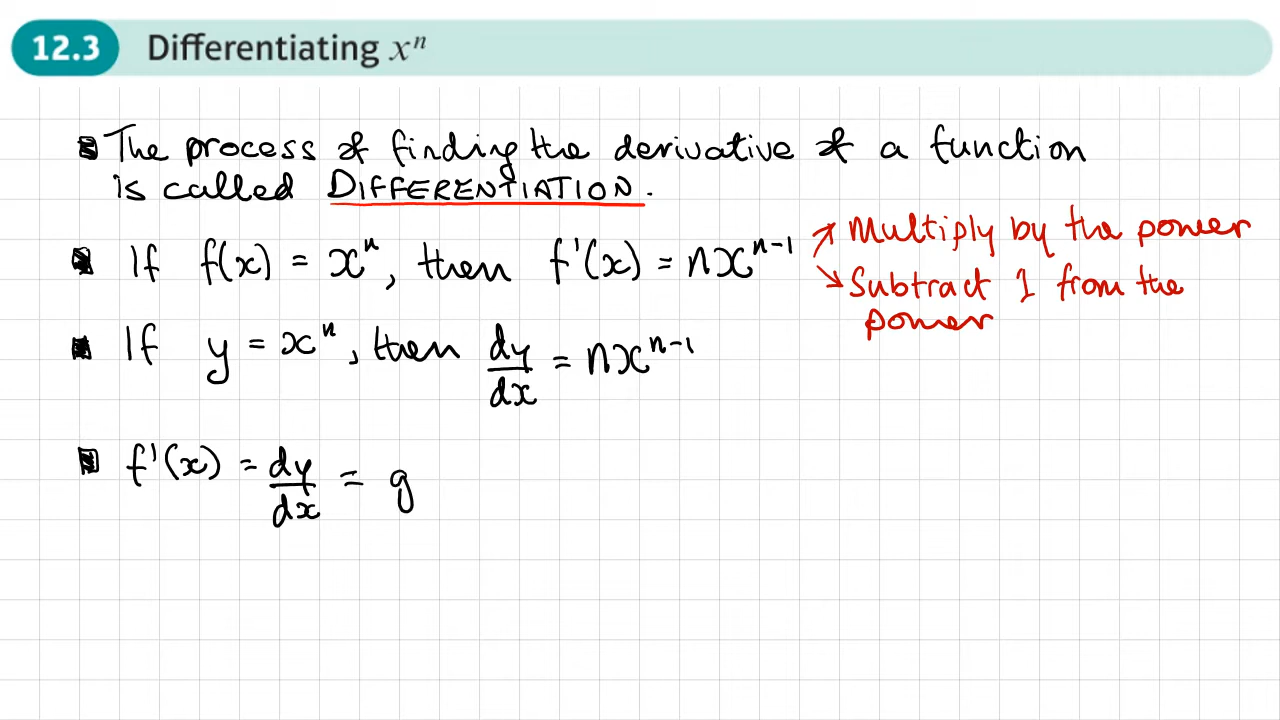 12.3 Differentiating xⁿ
The process of finding the derivative of a function
is called DIFFERENTIATION.
If f(x) = xⁿ, then f'(x) = nxⁿ⁻¹
Multiply by the power
Subtract 1 from the
power
If y = xⁿ, then dy/dx = nxⁿ⁻¹
f'(x) = dy/dx = g